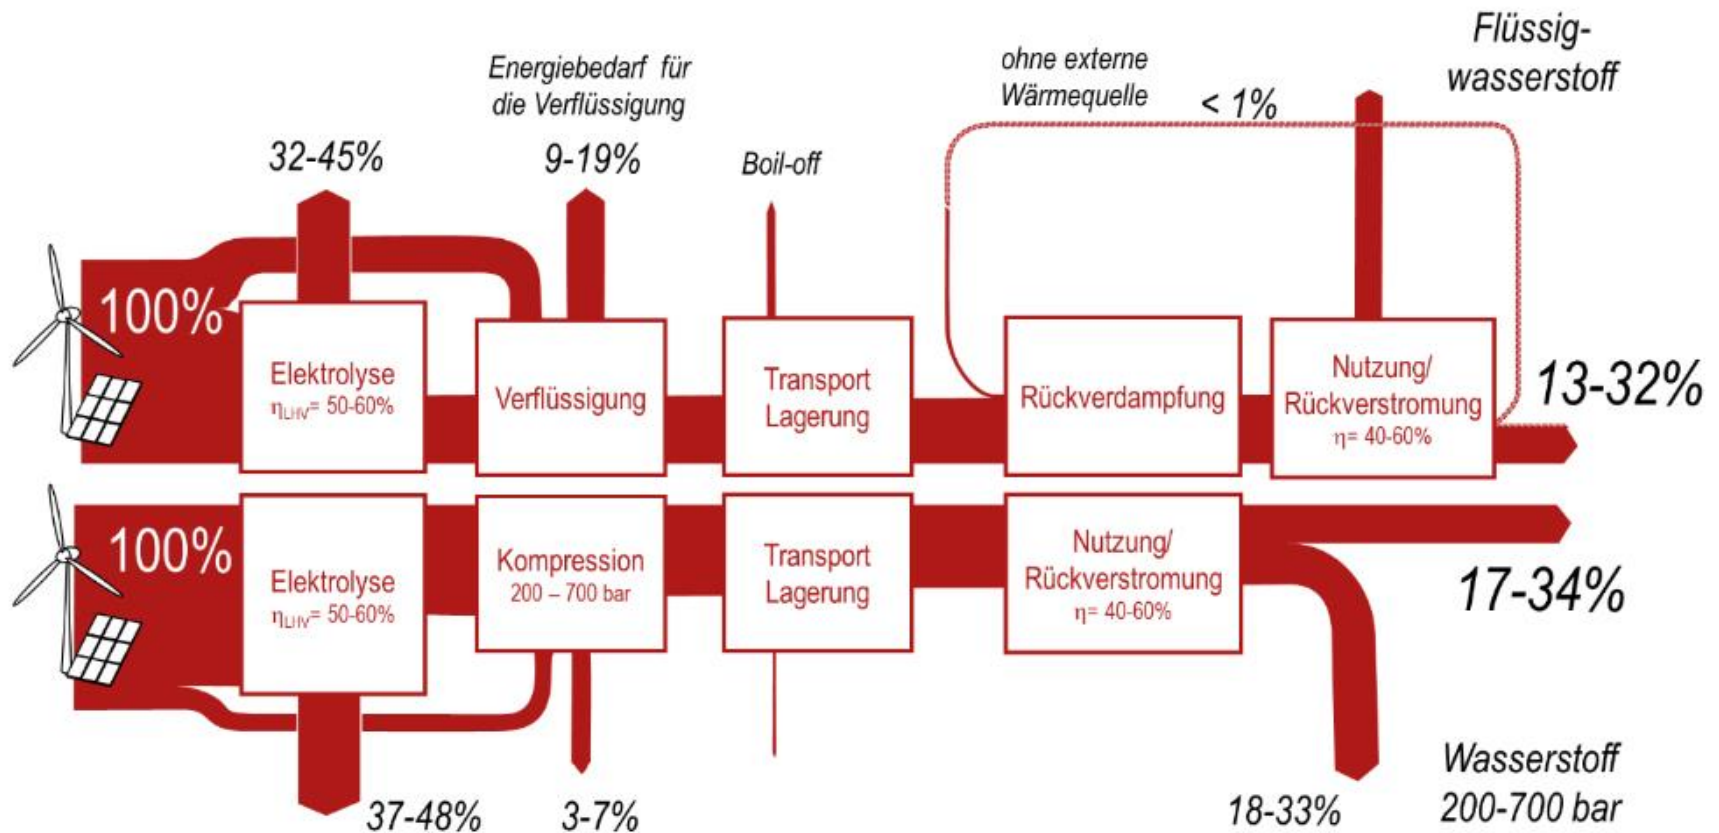 Flüssig-
wasserstoff
Energiebedarf für
die Verflüssigung
ohne externe
Wärmequelle
< 1%
32-45%
9-19%
Boil-off
100%
Elektrolyse
ηLHV= 50-60%
Verflüssigung
Transport
Lagerung
Rückverdampfung
Nutzung/
Rückverstromung
η= 40-60%
13-32%
100%
Elektrolyse
ηLHV= 50-60%
Kompression
200 – 700 bar
Transport
Lagerung
Nutzung/
Rückverstromung
η= 40-60%
17-34%
37-48%
3-7%
18-33%
Wasserstoff
200-700 bar